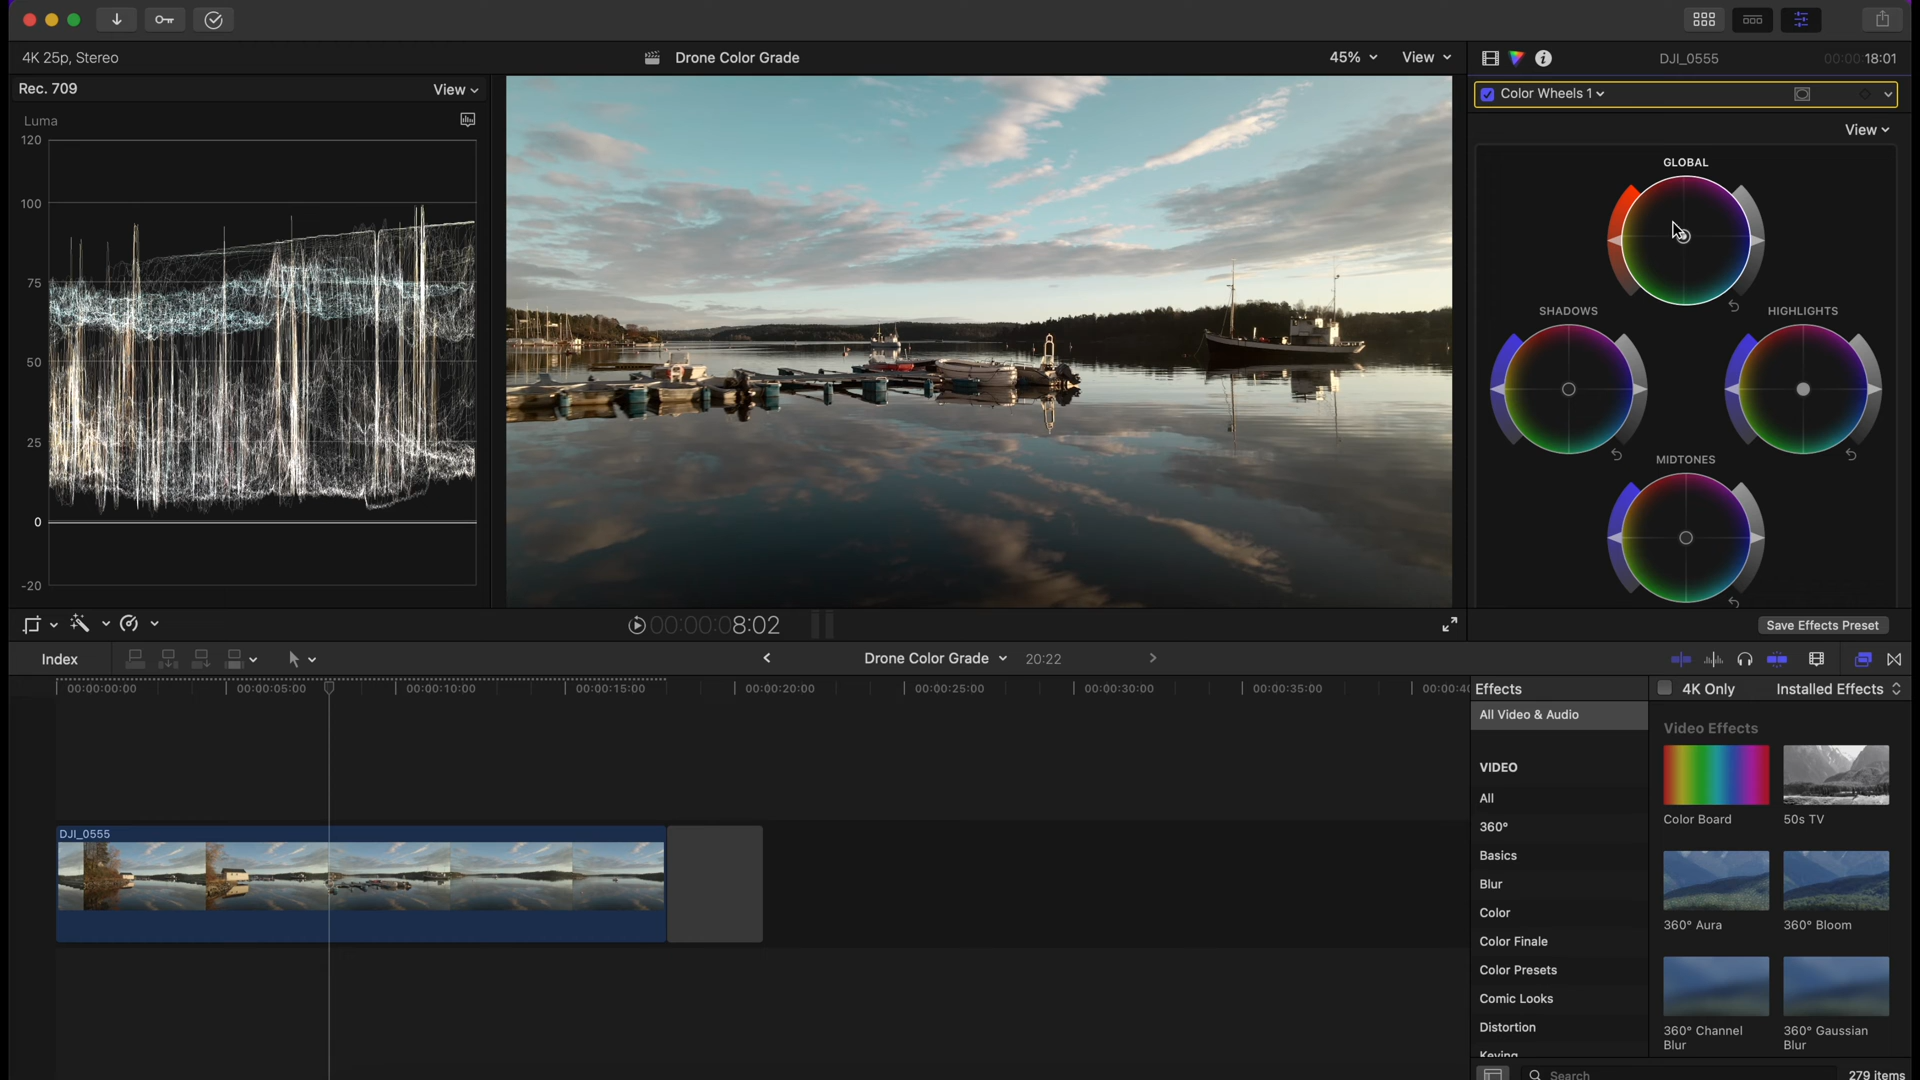 4K 25p, Stereo
Drone Color Grade
45%
View
DJI_0555
00:00:18:01
Rec. 709
View
Color Wheels 1
View
Luma
120
100
75
50
25
0
-20
GLOBAL
SHADOWS
HIGHLIGHTS
MIDTONES
00:00:08:02
Save Effects Preset
Index
Drone Color Grade
20:22
00:00:00:00
00:00:05:00
00:00:10:00
00:00:15:00
00:00:20:00
00:00:25:00
00:00:30:00
00:00:35:00
00:00:40
DJI_0555
Effects
4K Only
Installed Effects
All Video & Audio
VIDEO
All
360°
Basics
Blur
Color
Color Finale
Color Presets
Comic Looks
Distortion
Keying
Video Effects
Color Board
50s TV
360° Aura
360° Bloom
360° Channel
Blur
360° Gaussian
Blur
Search
279 items